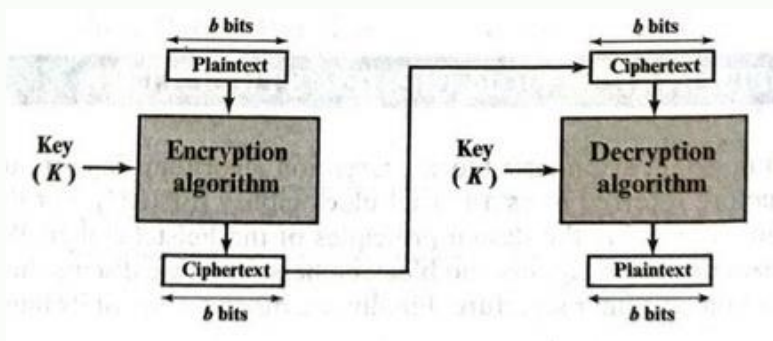 b bits
Plaintext
Key
(K)
Encryption
algorithm
Ciphertext
b bits
b bits
Ciphertext
Key
(K)
Decryption
algorithm
Plaintext
b bits